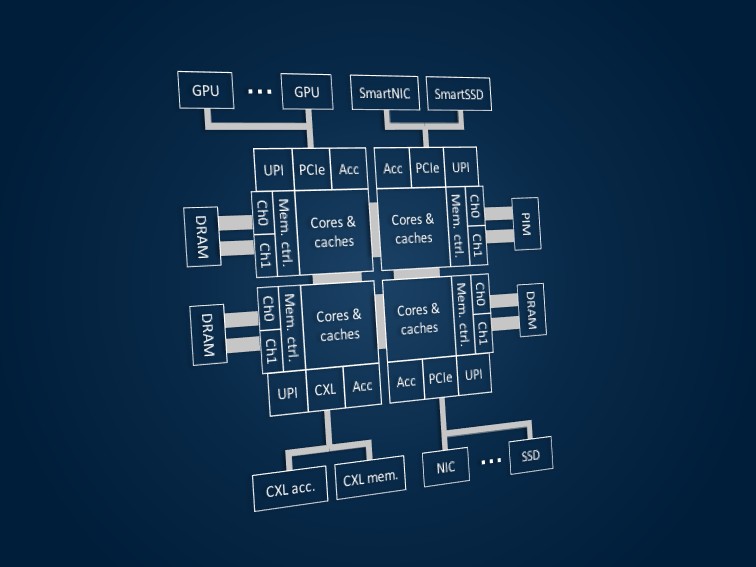 GPU ... GPU
SmartNIC
SmartSSD
UPI PCIe Acc
Acc PCIe UPI
DRAM
Ch0
Ch1
Mem. ctrl.
Cores &
caches
Cores &
caches
Mem. ctrl.
Ch0
Ch1
PIM
DRAM
Ch0
Ch1
Mem. ctrl.
Cores &
caches
Cores &
caches
Mem. ctrl.
Ch0
Ch1
DRAM
UPI CXL Acc
Acc PCIe UPI
CXL acc.
CXL mem.
NIC ... SSD